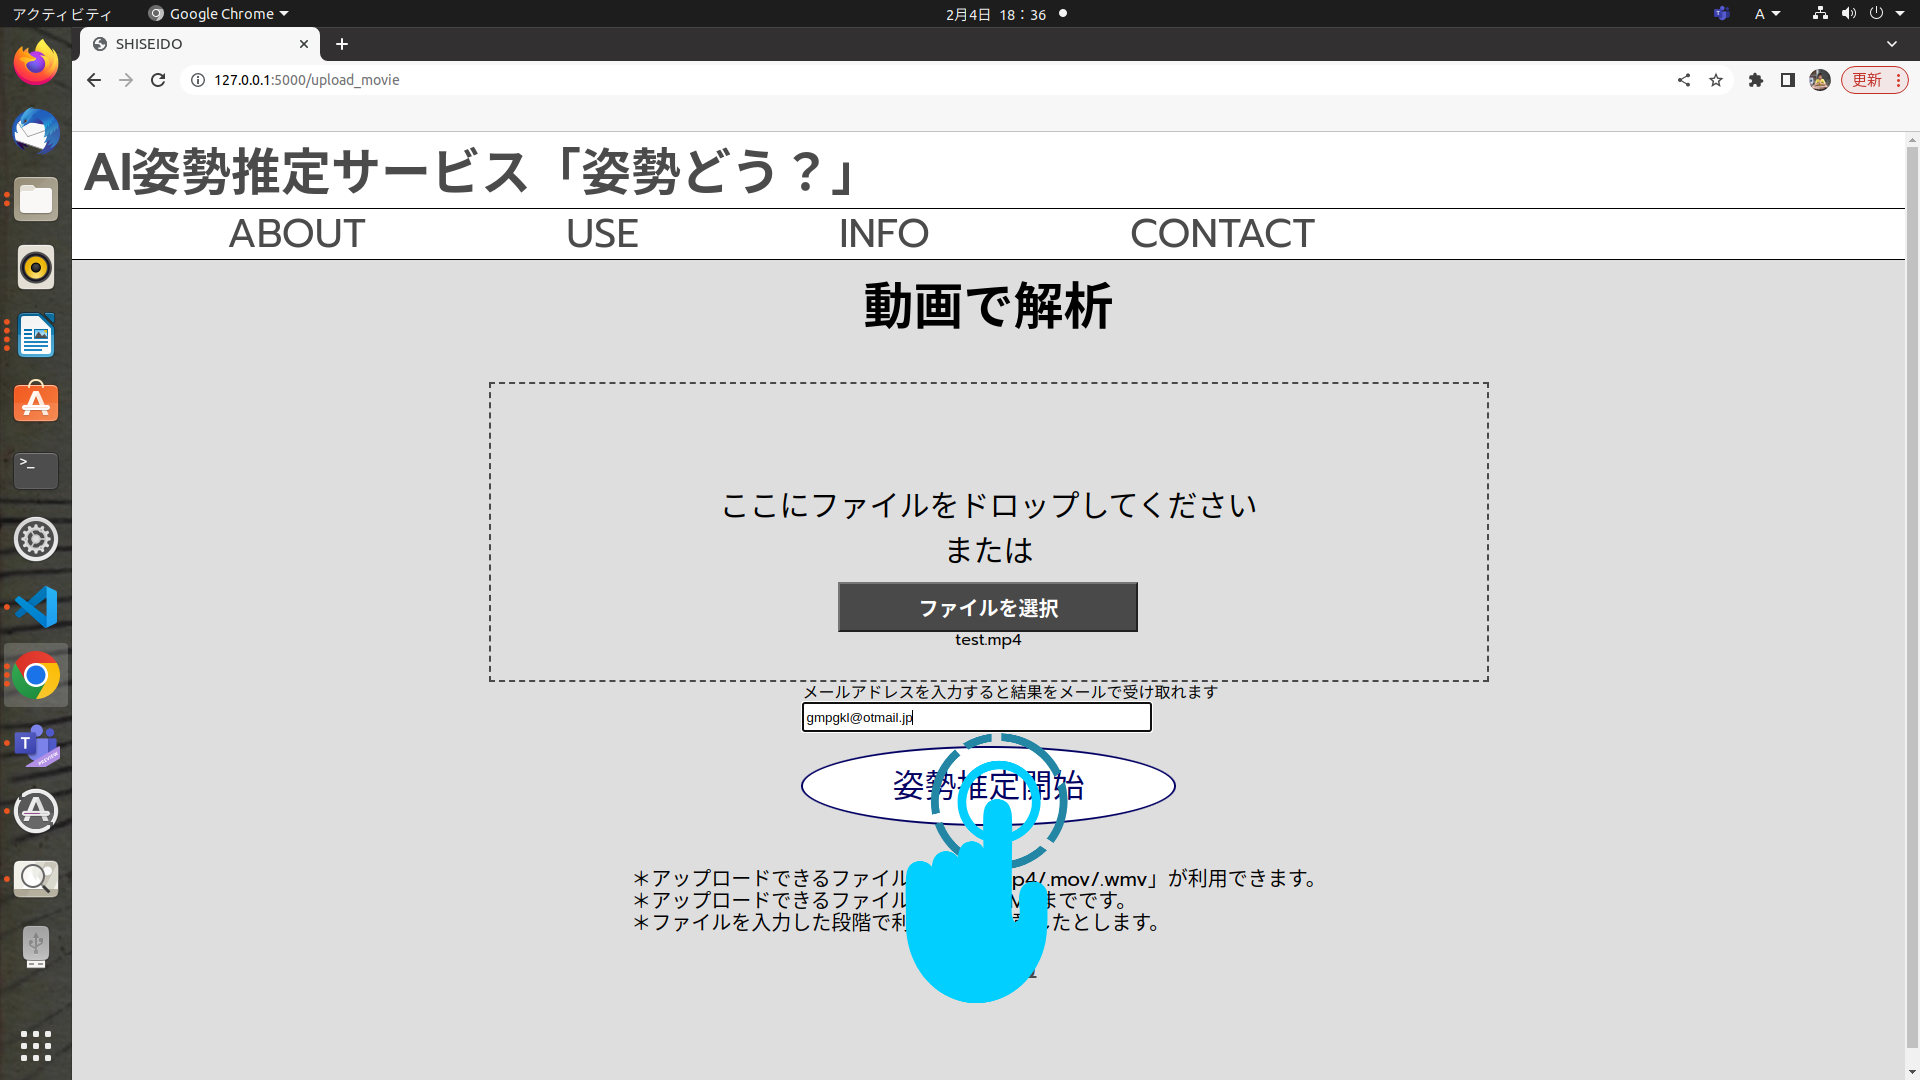 アクティビティ
Google Chrome
2月4日 18：36
A
SHISEIDO
127.0.0.1:5000/upload_movie
更新
AI姿勢推定サービス「姿勢どう？」
ABOUT USE INFO CONTACT
動画で解析
ここにファイルをドロップしてください
または
ファイルを選択
test.mp4
メールアドレスを入力すると結果をメールで受け取れます
gmpgkl@otmail.jp
姿勢推定開始
＊アップロードできるファイル p4/.mov/.wmv」が利用できます。
＊アップロードできるファイル までです。
＊ファイルを入力した段階で利 したとします。